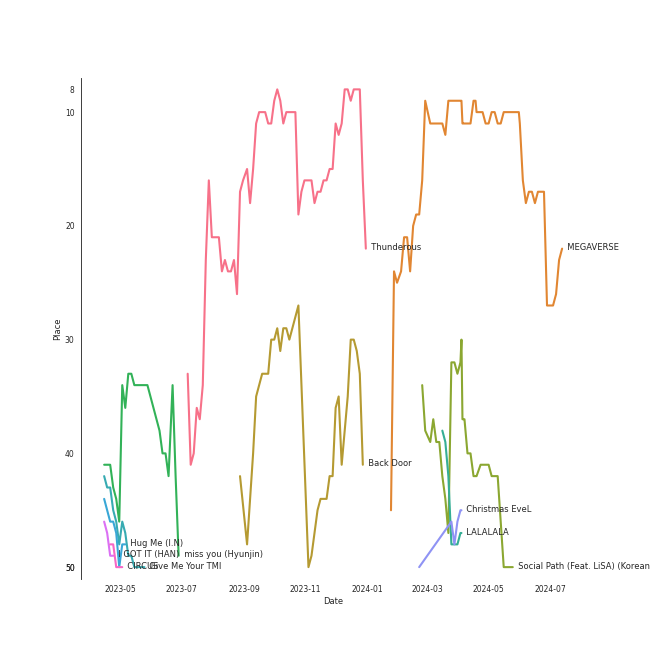 8
10
20
30
40
50
Place
Thunderous
MEGAVERSE
Back Door
Christmas EveL
LALALALA
Hug Me (I.N)
I GOT IT (HAN)
miss you (Hyunjin)
CIRCUS
Give Me Your TMI
Social Path (Feat. LiSA) (Korean
2023-05
2023-07
2023-09
2023-11
2024-01
2024-03
2024-05
2024-07
Date